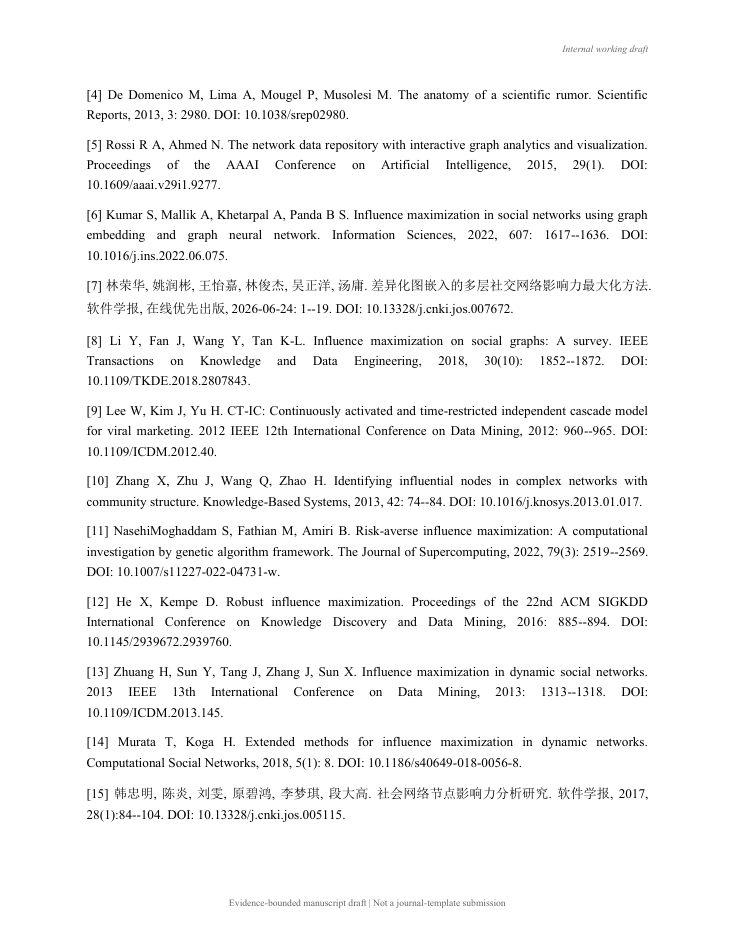 Internal working draft
[4] De Domenico M, Lima A, Mougel P, Musolesi M. The anatomy of a scientific rumor. Scientific
Reports, 2013, 3: 2980. DOI: 10.1038/srep02980.
[5] Rossi R A, Ahmed N. The network data repository with interactive graph analytics and visualization.
Proceedings of the AAAI Conference on Artificial Intelligence, 2015, 29(1). DOI:
10.1609/aaai.v29i1.9277.
[6] Kumar S, Mallik A, Khetarpal A, Panda B S. Influence maximization in social networks using graph
embedding and graph neural network. Information Sciences, 2022, 607: 1617--1636. DOI:
10.1016/j.ins.2022.06.075.
[7] 林荣华, 姚润彬, 王怡嘉, 林俊杰, 吴正洋, 汤庸. 差异化图嵌入的多层社交网络影响力最大化方法.
软件学报, 在线优先出版, 2026-06-24: 1--19. DOI: 10.13328/j.cnki.jos.007672.
[8] Li Y, Fan J, Wang Y, Tan K-L. Influence maximization on social graphs: A survey. IEEE
Transactions on Knowledge and Data Engineering, 2018, 30(10): 1852--1872. DOI:
10.1109/TKDE.2018.2807843.
[9] Lee W, Kim J, Yu H. CT-IC: Continuously activated and time-restricted independent cascade model
for viral marketing. 2012 IEEE 12th International Conference on Data Mining, 2012: 960--965. DOI:
10.1109/ICDM.2012.40.
[10] Zhang X, Zhu J, Wang Q, Zhao H. Identifying influential nodes in complex networks with
community structure. Knowledge-Based Systems, 2013, 42: 74--84. DOI: 10.1016/j.knosys.2013.01.017.
[11] NasehiMoghaddam S, Fathian M, Amiri B. Risk-averse influence maximization: A computational
investigation by genetic algorithm framework. The Journal of Supercomputing, 2022, 79(3): 2519--2569.
DOI: 10.1007/s11227-022-04731-w.
[12] He X, Kempe D. Robust influence maximization. Proceedings of the 22nd ACM SIGKDD
International Conference on Knowledge Discovery and Data Mining, 2016: 885--894. DOI:
10.1145/2939672.2939760.
[13] Zhuang H, Sun Y, Tang J, Zhang J, Sun X. Influence maximization in dynamic social networks.
2013 IEEE 13th International Conference on Data Mining, 2013: 1313--1318. DOI:
10.1109/ICDM.2013.145.
[14] Murata T, Koga H. Extended methods for influence maximization in dynamic networks.
Computational Social Networks, 2018, 5(1): 8. DOI: 10.1186/s40649-018-0056-8.
[15] 韩忠明, 陈炎, 刘雯, 原碧鸿, 李梦琪, 段大高. 社会网络节点影响力分析研究. 软件学报, 2017,
28(1):84--104. DOI: 10.13328/j.cnki.jos.005115.
Evidence-bounded manuscript draft | Not a journal-template submission